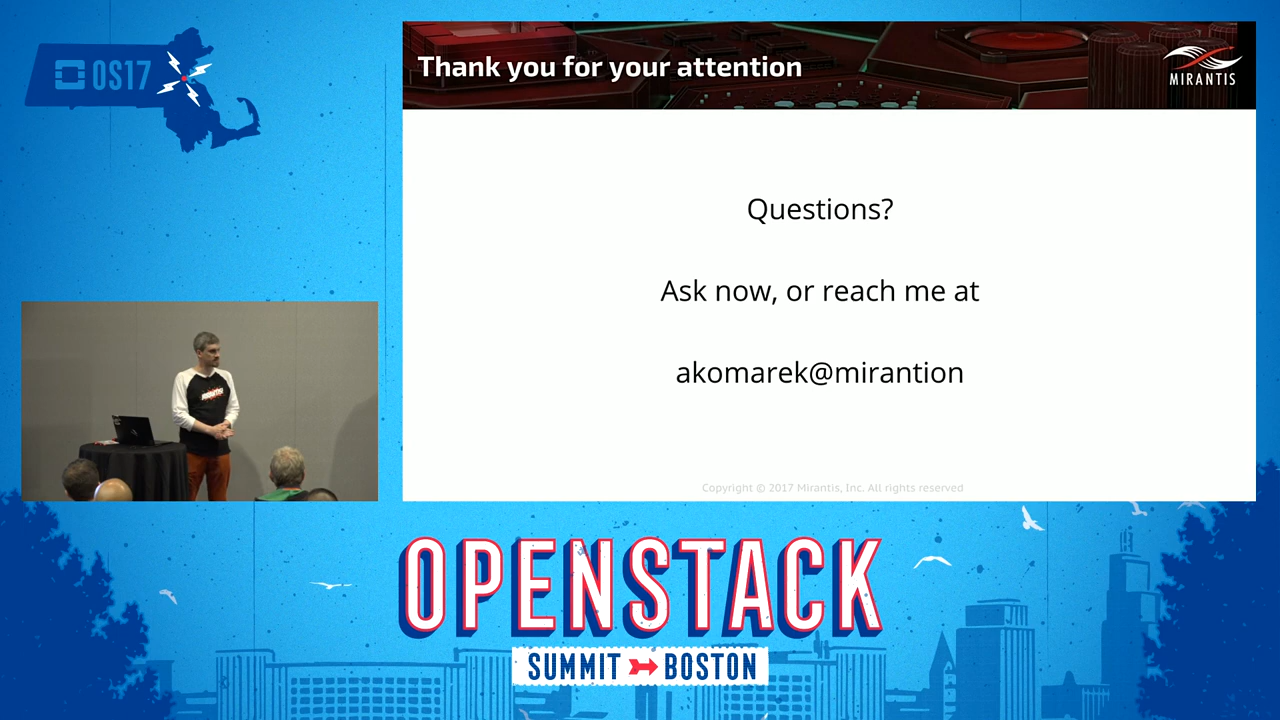 OS17
Thank you for your attention
MIRANTIS
Questions?
Ask now, or reach me at
akomarek@mirantion
Copyright © 2017 Mirantis, Inc. All rights reserved
OPENSTACK
SUMMIT BOSTON